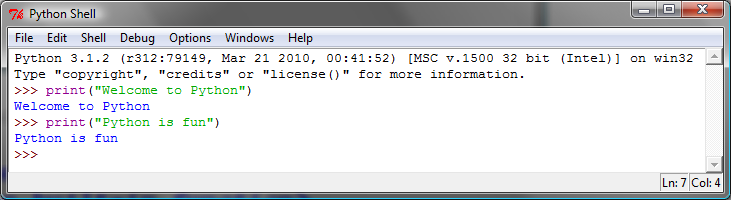 Python Shell
File Edit Shell Debug Options Windows Help
Python 3.1.2 (r312:79149, Mar 21 2010, 00:41:52) [MSC v.1500 32 bit (Intel)] on win32
Type "copyright", "credits" or "license()" for more information.
>>> print("Welcome to Python")
Welcome to Python
>>> print("Python is fun")
Python is fun
>>>
Ln: 7 Col: 4